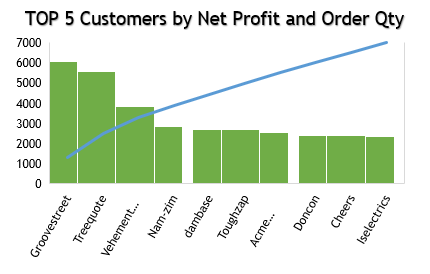 TOP 5 Customers by Net Profit and Order Qty
7000
6000
5000
4000
3000
2000
1000
0
Groovestreet
Treequote
Vehement...
Nam-zim
dambase
Toughzap
Acme...
Doncon
Cheers
Iselectrics